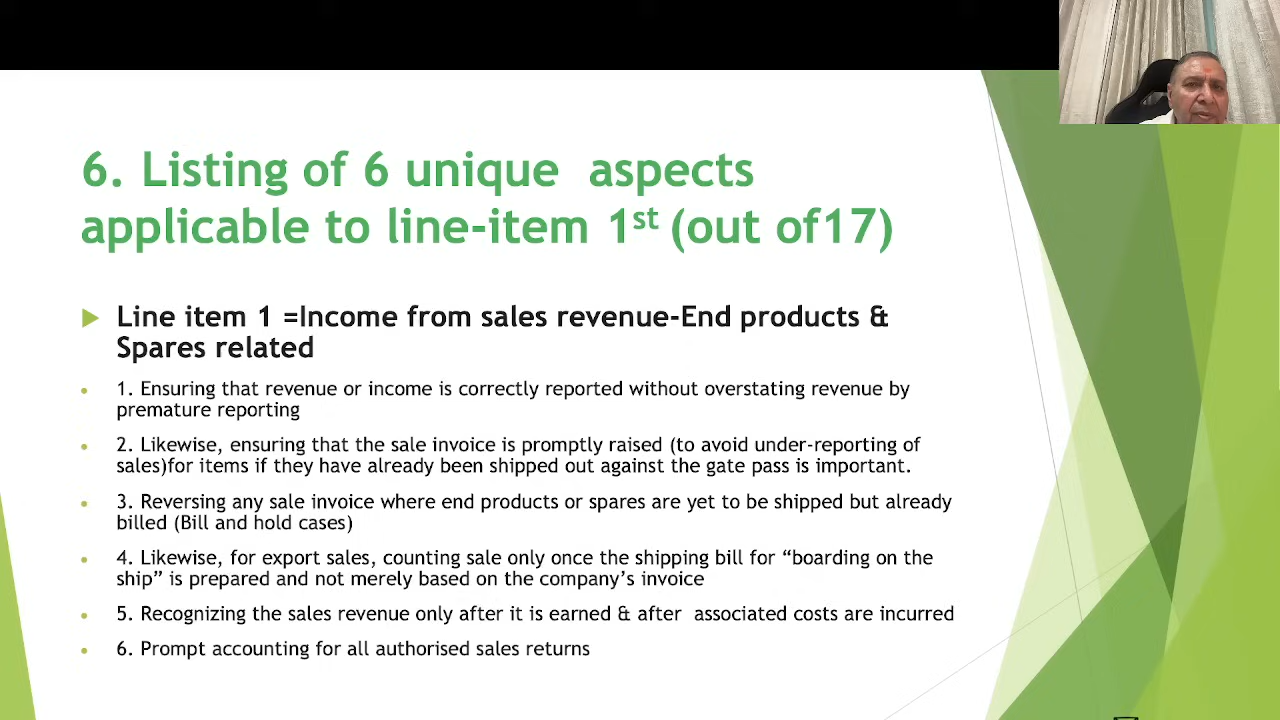 6. Listing of 6 unique  aspects
applicable to line-item 1st (out of17)
Line item 1 =Income from sales revenue-End products &
Spares related
1. Ensuring that revenue or income is correctly reported without overstating revenue by
premature reporting
2. Likewise, ensuring that the sale invoice is promptly raised (to avoid under-reporting of
sales)for items if they have already been shipped out against the gate pass is important.
3. Reversing any sale invoice where end products or spares are yet to be shipped but already
billed (Bill and hold cases)
4. Likewise, for export sales, counting sale only once the shipping bill for “boarding on the
ship” is prepared and not merely based on the company’s invoice
5. Recognizing the sales revenue only after it is earned & after  associated costs are incurred
6. Prompt accounting for all authorised sales returns